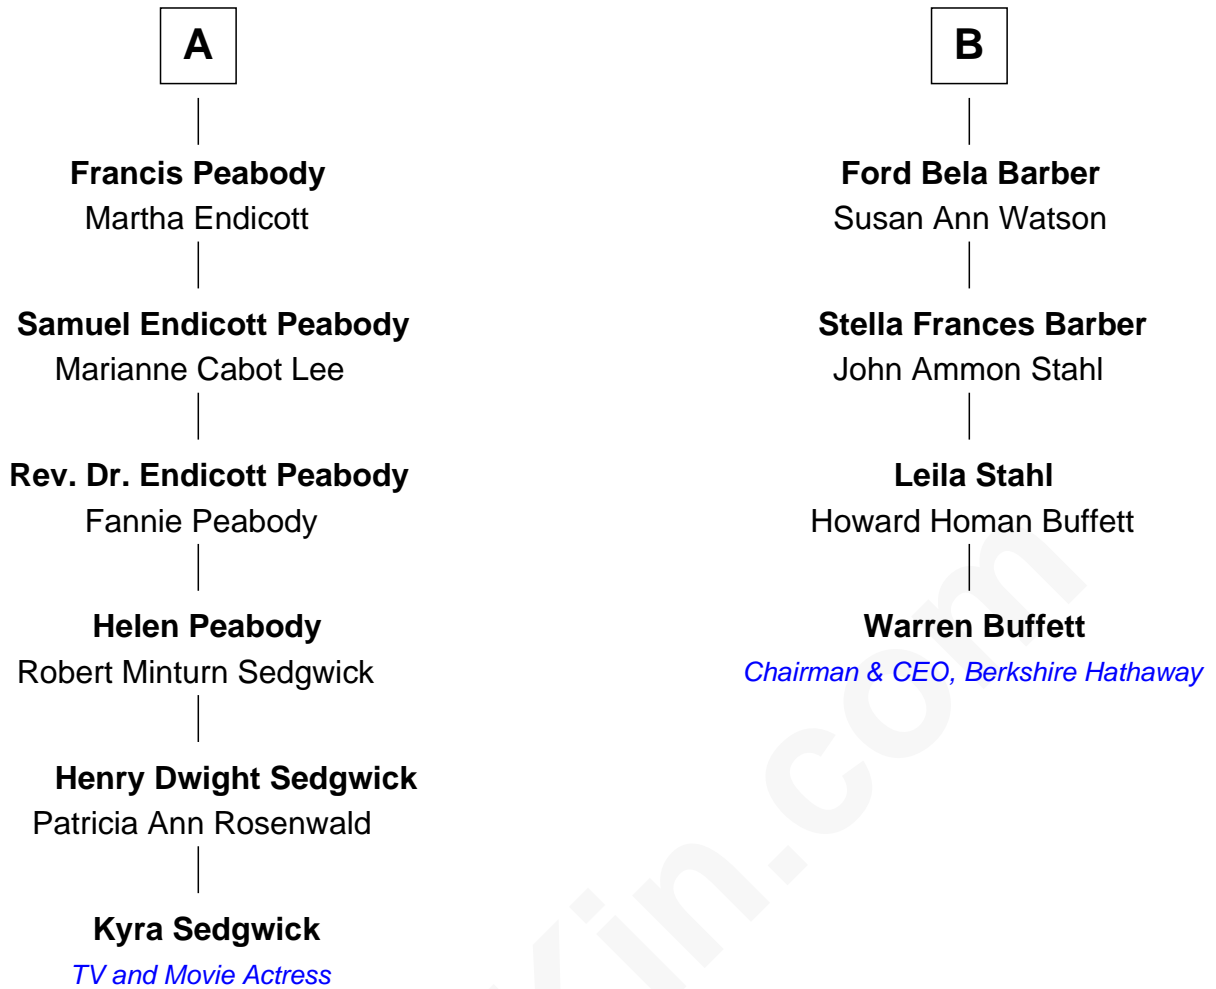 A
Francis Peabody
Martha Endicott
Samuel Endicott Peabody
Marianne Cabot Lee
Rev. Dr. Endicott Peabody
Fannie Peabody
Helen Peabody
Robert Minturn Sedgwick
Henry Dwight Sedgwick
Patricia Ann Rosenwald
Kyra Sedgwick
TV and Movie Actress
B
Ford Bela Barber
Susan Ann Watson
Stella Frances Barber
John Ammon Stahl
Leila Stahl
Howard Homan Buffett
Warren Buffett
Chairman & CEO, Berkshire Hathaway
Kin.com